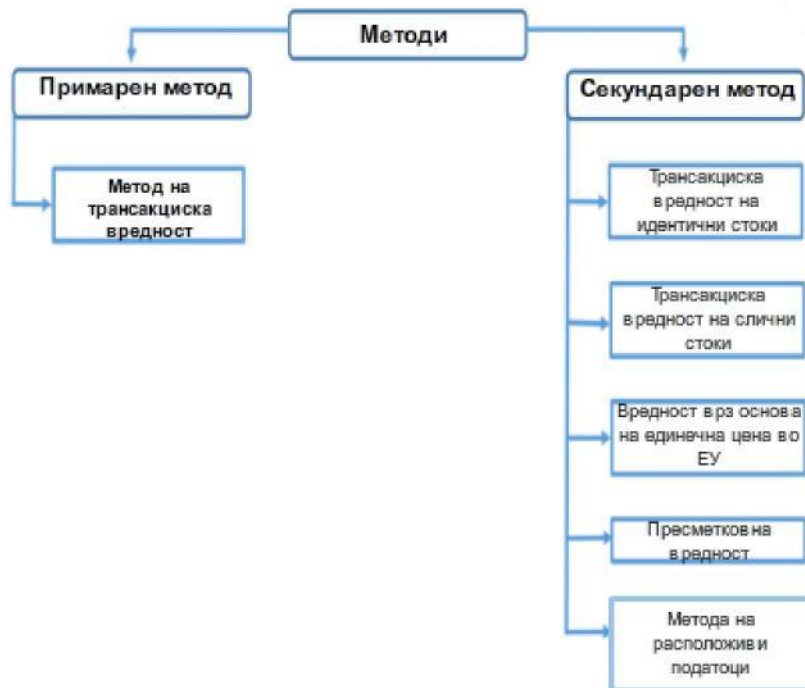 Методи
Примарен метод
Секундарен метод
Метод на
трансакциска
вредност
Трансакциска
вредност на
идентични стоки
Трансакциска
вредност на слични
стоки
Вредност врз основа
на единечна цена во
ЕУ
Пресметковна
вредност
Метода на
расположиви
податоци